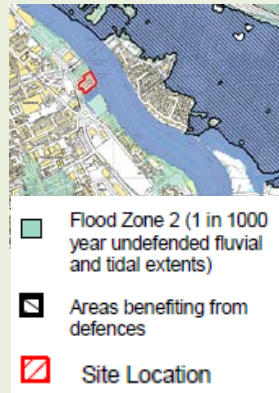 Flood Zone 2 (1 in 1000
year undefended fluvial
and tidal extents)
Areas benefiting from
defences
Site Location